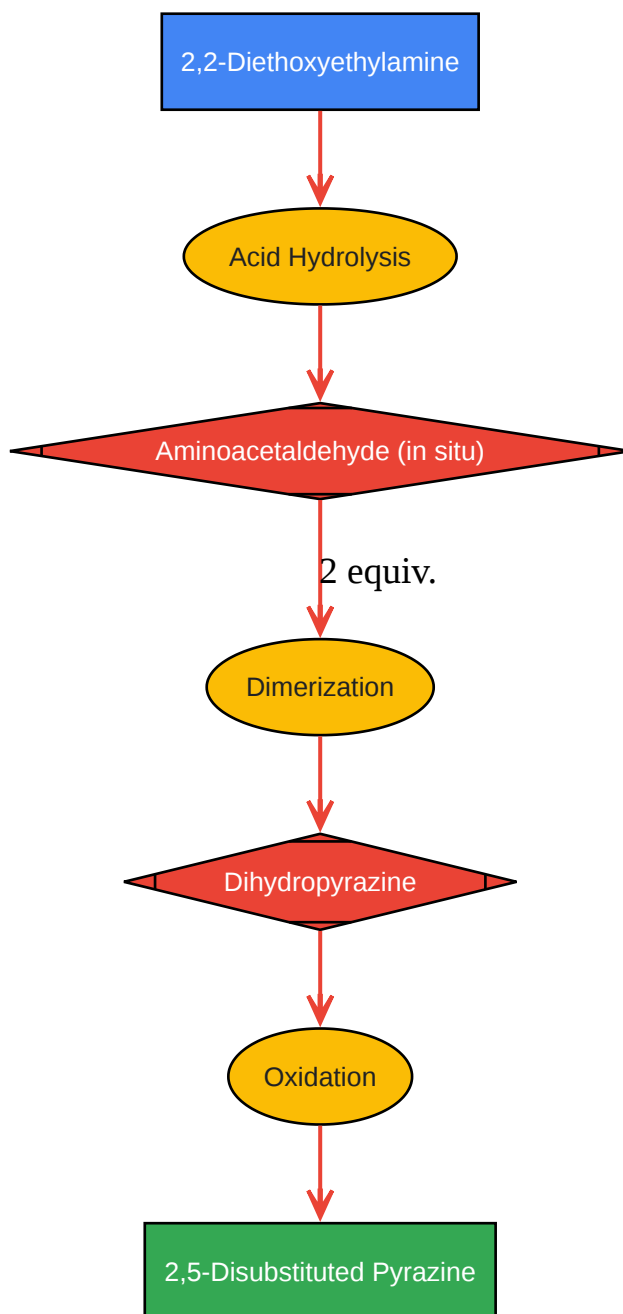 2,2-Diethoxyethylamine
Acid Hydrolysis
Aminoacetaldehyde (in situ)
2 equiv.
Dimerization
Dihydropyrazine
Oxidation
2,5-Disubstituted Pyrazine